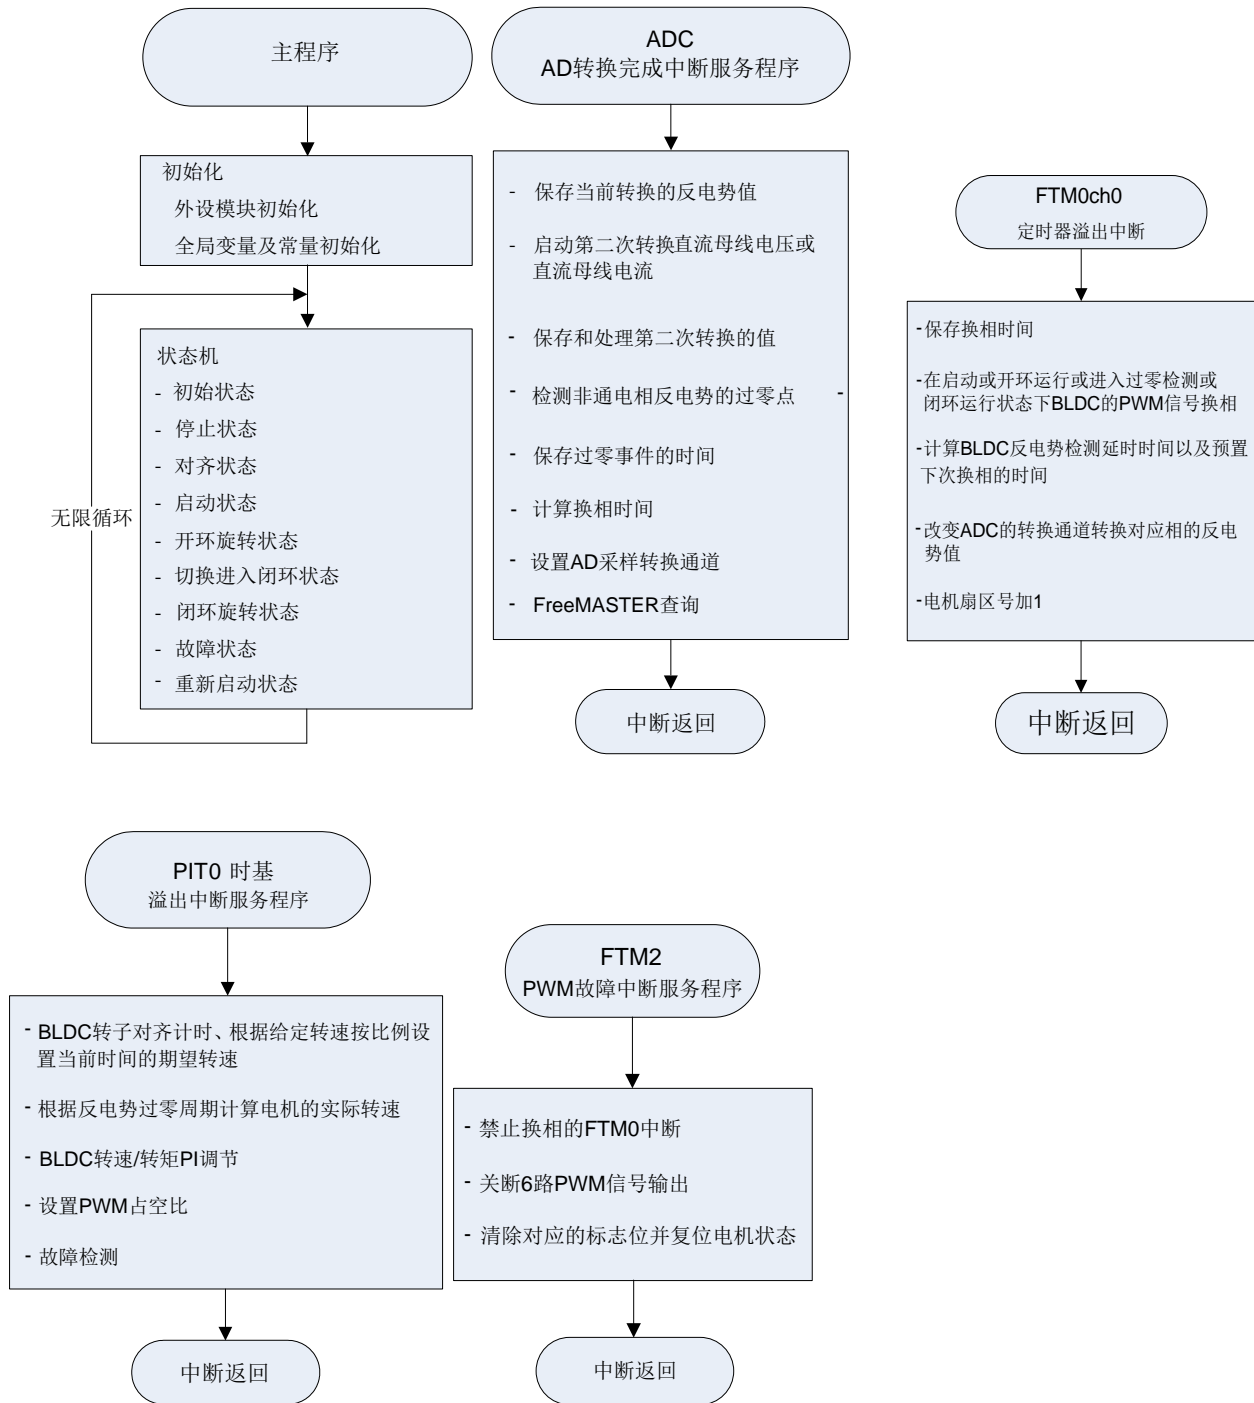 主程序
初始化
外设模块初始化
全局变量及常量初始化
无限循环
状态机
- 初始状态
- 停止状态
- 对齐状态
- 启动状态
- 开环旋转状态
- 切换进入闭环状态
- 闭环旋转状态
- 故障状态
- 重新启动状态
ADC
AD转换完成中断服务程序
- 保存当前转换的反电势值
- 启动第二次转换直流母线电压或
直流母线电流
- 保存和处理第二次转换的值
- 检测非通电相反电势的过零点 -
- 保存过零事件的时间
- 计算换相时间
- 设置AD采样转换通道
- FreeMASTER查询
中断返回
FTM0ch0
定时器溢出中断
-保存换相时间
-在启动或开环运行或进入过零检测或
闭环运行状态下BLDC的PWM信号换相
-计算BLDC反电势检测延时时间以及预置
下次换相的时间
-改变ADC的转换通道转换对应相的反电
势值
-电机扇区号加1
中断返回
PIT0 时基
溢出中断服务程序
- BLDC转子对齐计时、根据给定转速按比例设
置当前时间的期望转速
- 根据反电势过零周期计算电机的实际转速
- BLDC转速/转矩PI调节
- 设置PWM占空比
- 故障检测
中断返回
FTM2
PWM故障中断服务程序
- 禁止换相的FTM0中断
- 关断6路PWM信号输出
- 清除对应的标志位并复位电机状态
中断返回